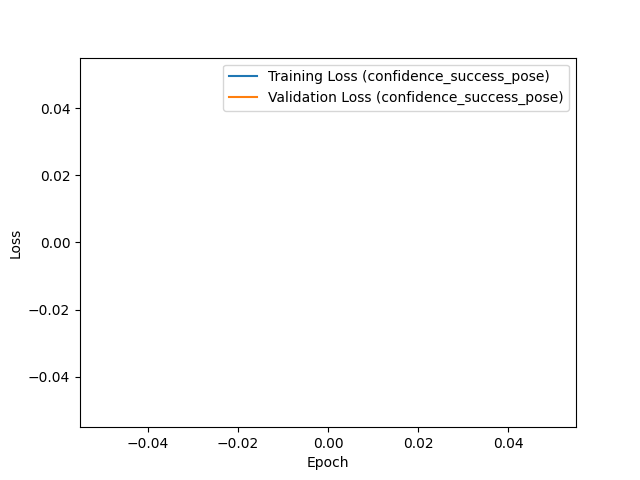 Training Loss (confidence_success_pose)
Validation Loss (confidence_success_pose)
0.04
0.02
0.00
−0.02
−0.04
Loss
−0.04 −0.02 0.00 0.02 0.04
Epoch